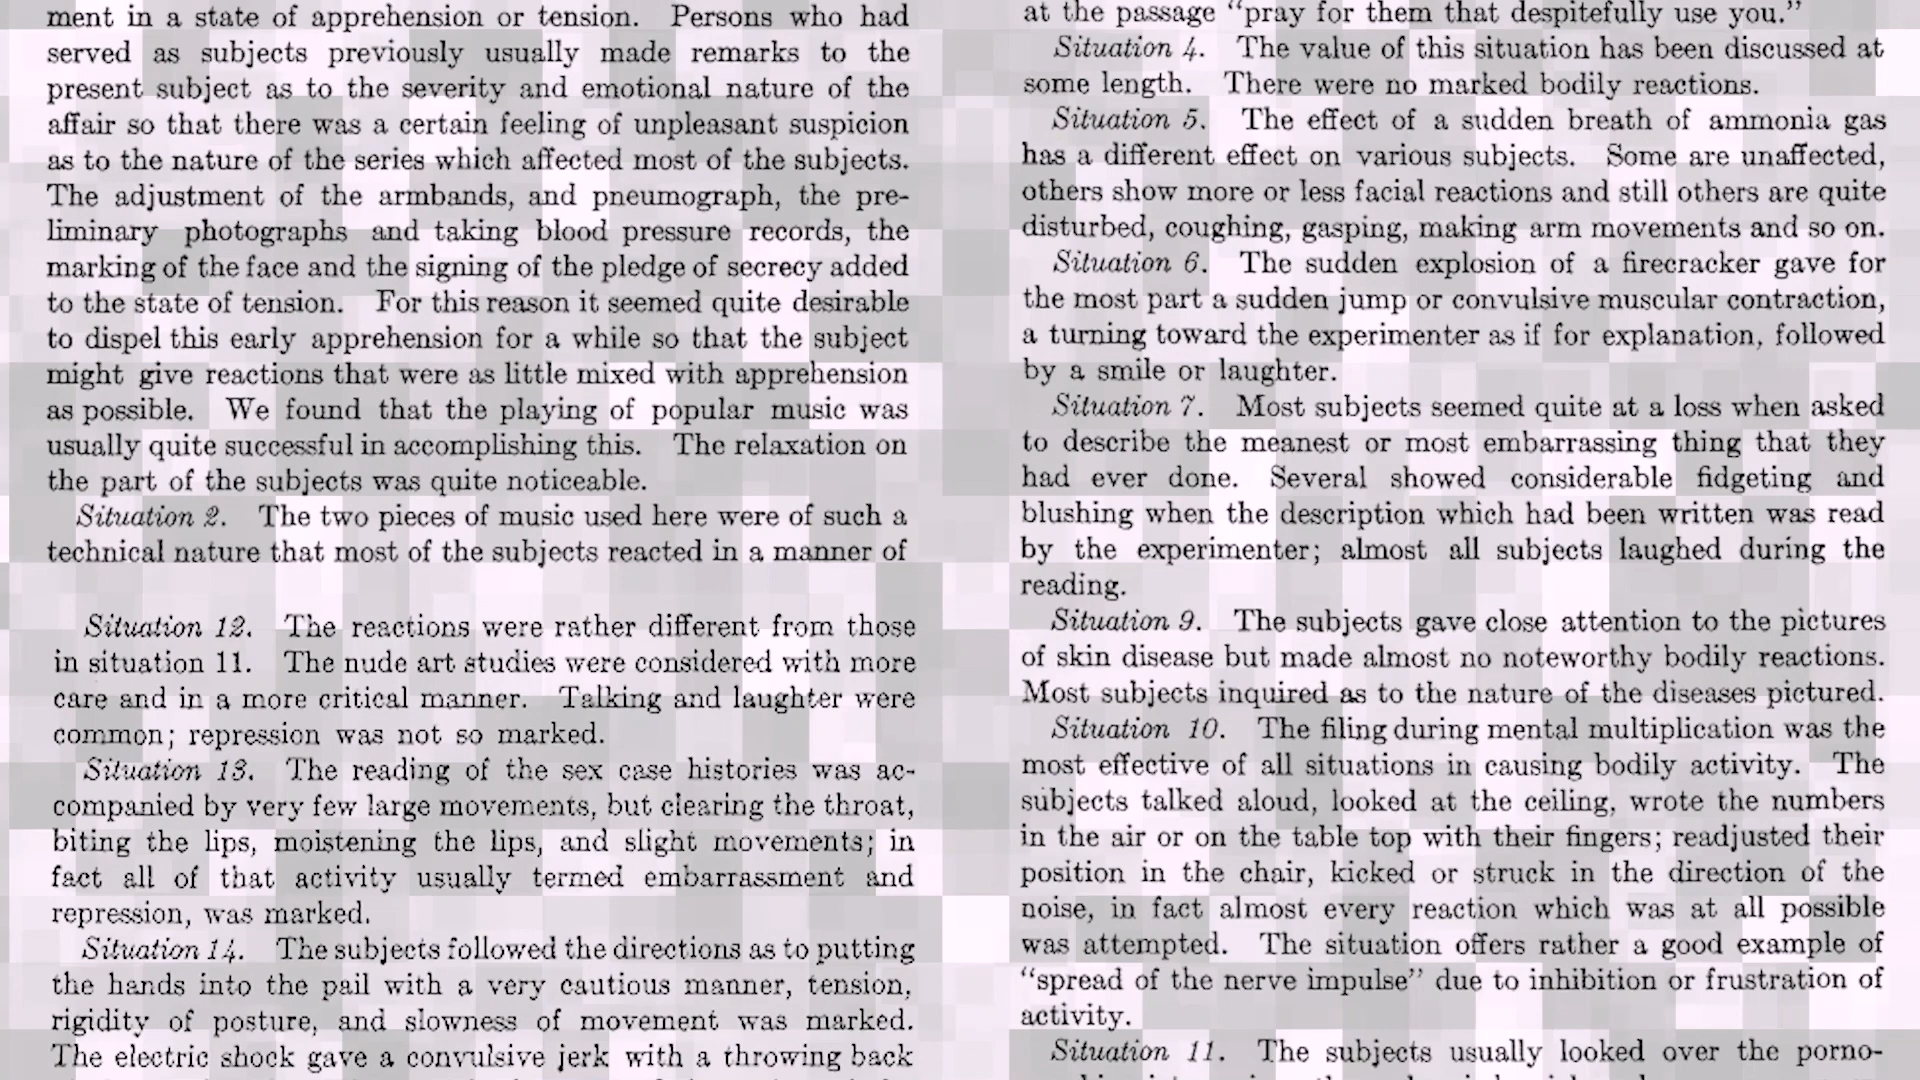 ment in a state of apprehension or tension. Persons who had
served as subjects previously usually made remarks to the
present subject as to the severity and emotional nature of the
affair so that there was a certain feeling of unpleasant suspicion
as to the nature of the series which affected most of the subjects.
The adjustment of the armbands, and pneumograph, the pre-
liminary photographs and taking blood pressure records, the
marking of the face and the signing of the pledge of secrecy added
to the state of tension. For this reason it seemed quite desirable
to dispel this early apprehension for a while so that the subject
might give reactions that were as little mixed with apprehension
as possible. We found that the playing of popular music was
usually quite successful in accomplishing this. The relaxation on
the part of the subjects was quite noticeable.
Situation 2. The two pieces of music used here were of such a
technical nature that most of the subjects reacted in a manner of
Situation 12. The reactions were rather different from those
in situation 11. The nude art studies were considered with more
care and in a more critical manner. Talking and laughter were
common; repression was not so marked.
Situation 13. The reading of the sex case histories was ac-
companied by very few large movements, but clearing the throat,
biting the lips, moistening the lips, and slight movements; in
fact all of that activity usually termed embarrassment and
repression, was marked.
Situation 14. The subjects followed the directions as to putting
the hands into the pail with a very cautious manner, tension,
rigidity of posture, and slowness of movement was marked.
The electric shock gave a convulsive jerk with a throwing back
at the passage “pray for them that despitefully use you.”
Situation 4. The value of this situation has been discussed at
some length. There were no marked bodily reactions.
Situation 5. The effect of a sudden breath of ammonia gas
has a different effect on various subjects. Some are unaffected,
others show more or less facial reactions and still others are quite
disturbed, coughing, gasping, making arm movements and so on.
Situation 6. The sudden explosion of a firecracker gave for
the most part a sudden jump or convulsive muscular contraction,
a turning toward the experimenter as if for explanation, followed
by a smile or laughter.
Situation 7. Most subjects seemed quite at a loss when asked
to describe the meanest or most embarrassing thing that they
had ever done. Several showed considerable fidgeting and
blushing when the description which had been written was read
by the experimenter; almost all subjects laughed during the
reading.
Situation 9. The subjects gave close attention to the pictures
of skin disease but made almost no noteworthy bodily reactions.
Most subjects inquired as to the nature of the diseases pictured.
Situation 10. The filing during mental multiplication was the
most effective of all situations in causing bodily activity. The
subjects talked aloud, looked at the ceiling, wrote the numbers
in the air or on the table top with their fingers; readjusted their
position in the chair, kicked or struck in the direction of the
noise, in fact almost every reaction which was at all possible
was attempted. The situation offers rather a good example of
“spread of the nerve impulse” due to inhibition or frustration of
activity.
Situation 11. The subjects usually looked over the porno-